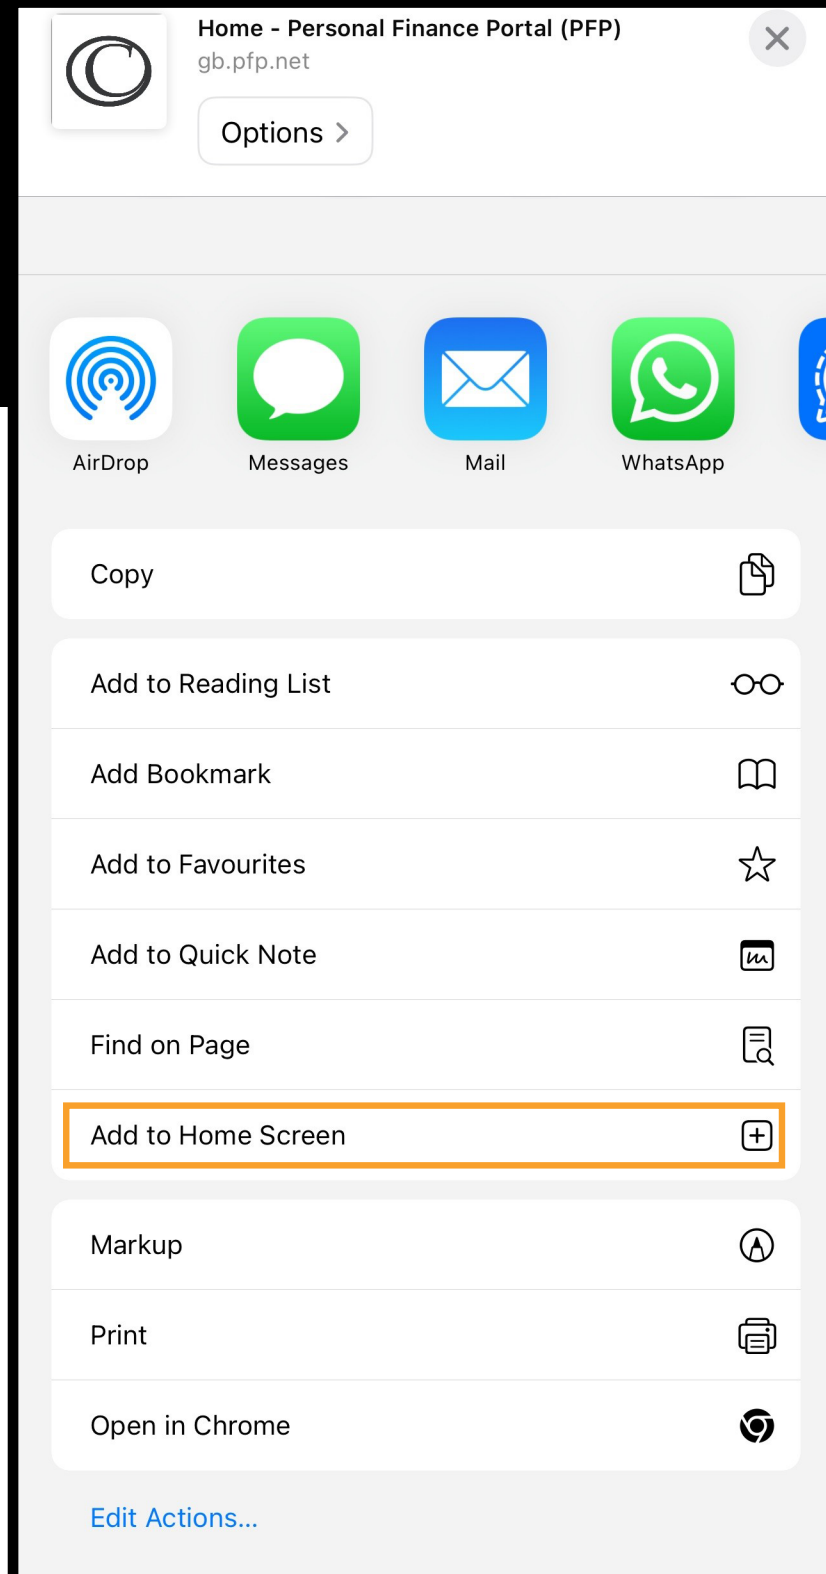 Home - Personal Finance Portal (PFP)
gb.pfp.net
Options
AirDrop
Messages
Mail
WhatsApp
Copy
Add to Reading List
Add Bookmark
Add to Favourites
Add to Quick Note
Find on Page
Add to Home Screen
Markup
Print
Open in Chrome
Edit Actions...